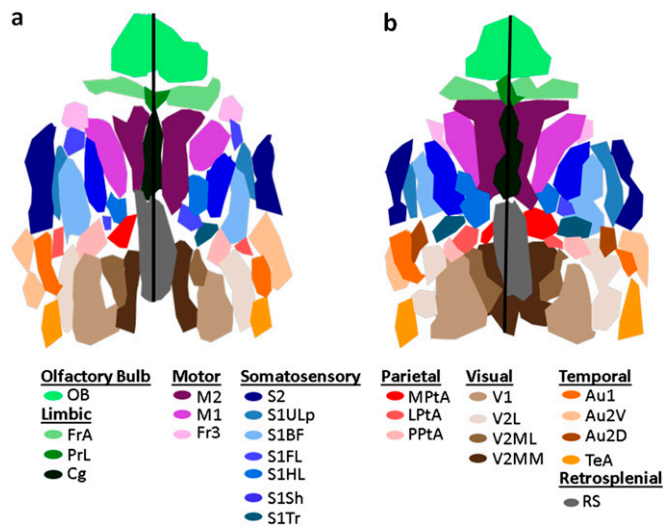 a
b
Olfactory Bulb
OB
Limbic
FrA
PrL
Cg
Motor
M2
M1
Fr3
Somatosensory
S2
S1ULp
S1BF
S1FL
S1HL
S1Sh
S1Tr
Parietal
MPtA
LPtA
PPtA
Visual
V1
V2L
V2ML
V2MM
Temporal
Au1
Au2V
Au2D
TeA
Retrosplenial
RS